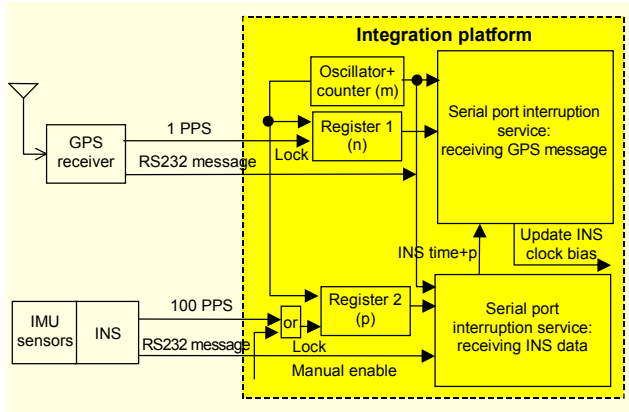 Integration platform
Oscillator+
counter (m)
Serial port interruption
service:
receiving GPS message
1 PPS
Register 1
(n)
GPS
receiver
Lock
RS232 message
INS time+p
Update INS
clock bias
100 PPS
Register 2
(p)
IMU
sensors
INS
or
Serial port
interruption service:
receiving INS data
RS232 message
Lock
Manual enable